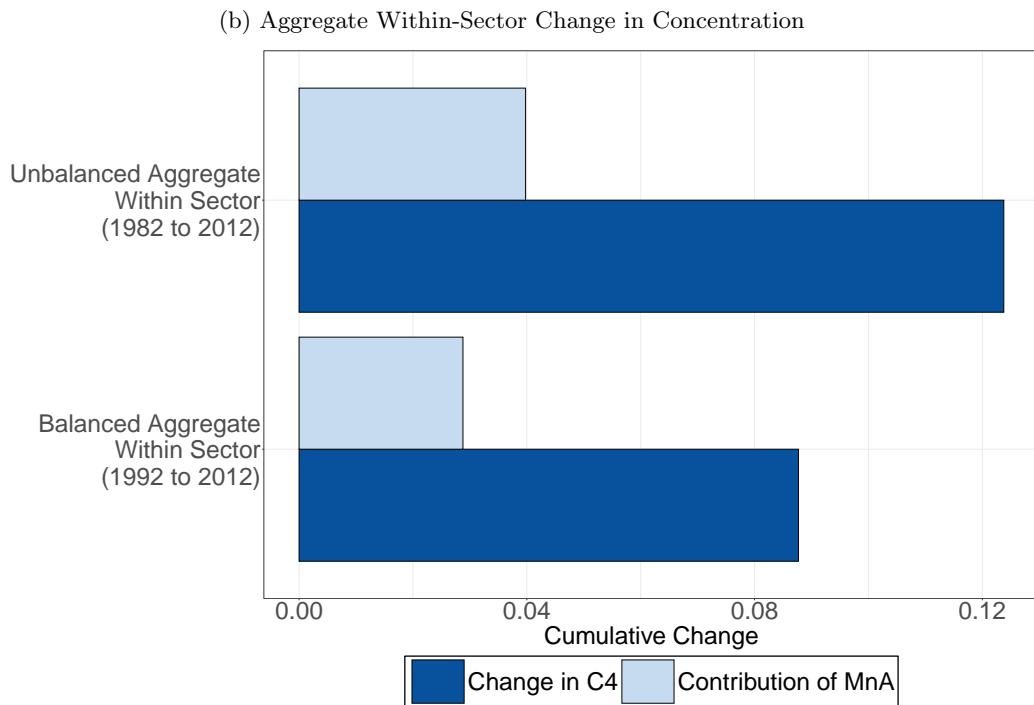 (b) Aggregate Within-Sector Change in Concentration
Unbalanced Aggregate
Within Sector
(1982 to 2012)
Balanced Aggregate
Within Sector
(1992 to 2012)
0.00 0.04 0.08 0.12
Cumulative Change
Change in C4 Contribution of MnA